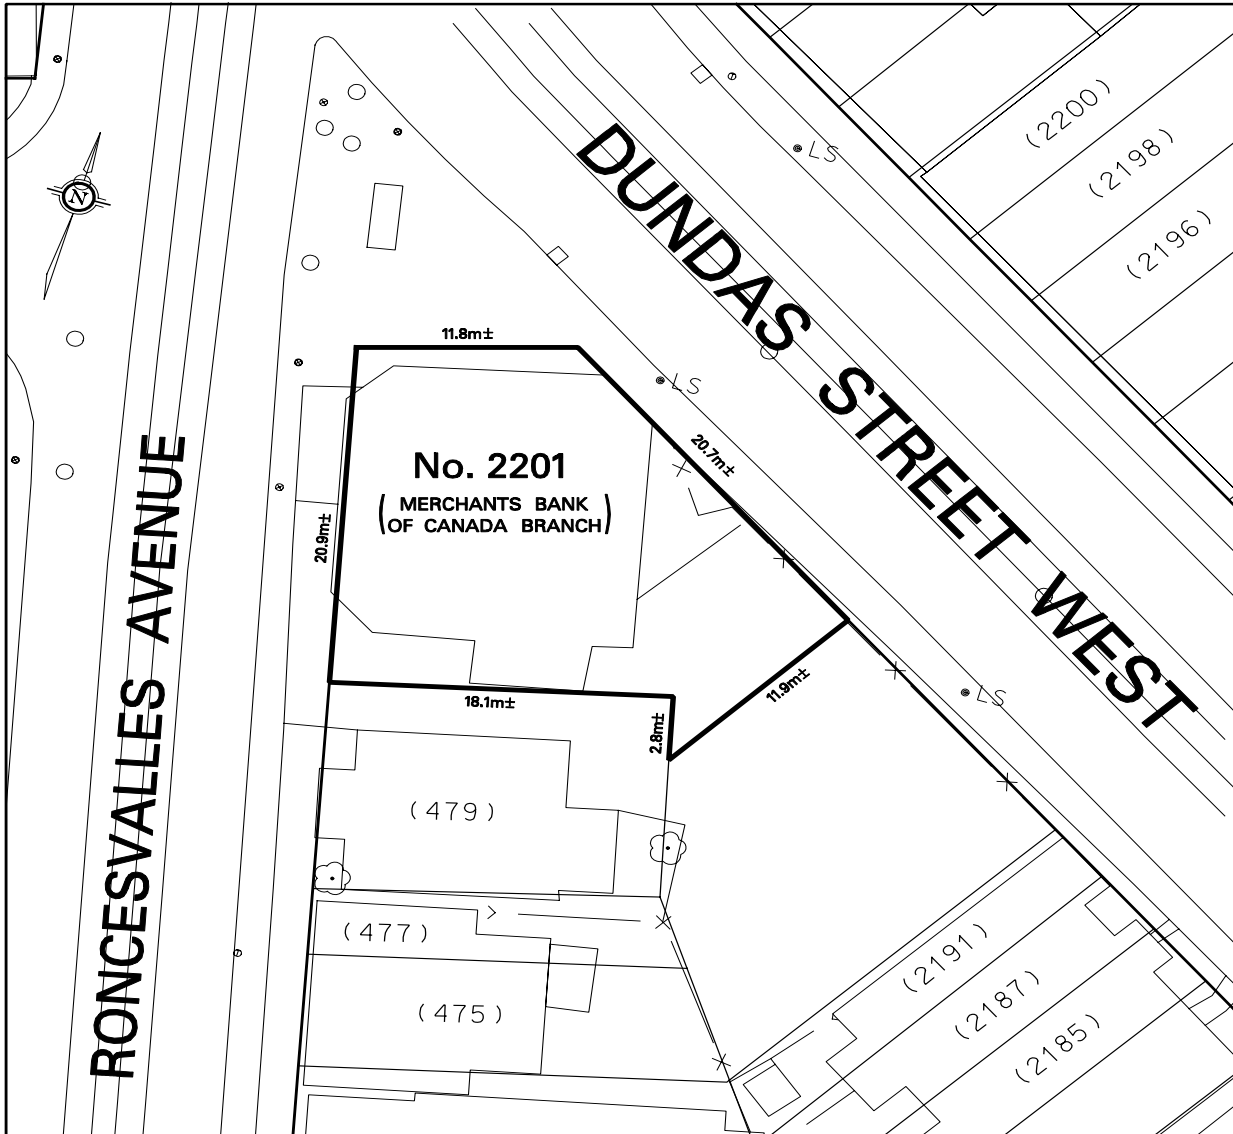 DUNDAS STREET WEST
RONCESVALLES AVENUE
N
(2200)
(2198)
(2196)
LS
LS
LS
11.8m±
20.7m±
20.9m±
No. 2201
( MERCHANTS BANK
OF CANADA BRANCH )
18.1m±
2.8m±
11.9m±
(479)
(477)
(475)
(2191)
(2187)
(2185)